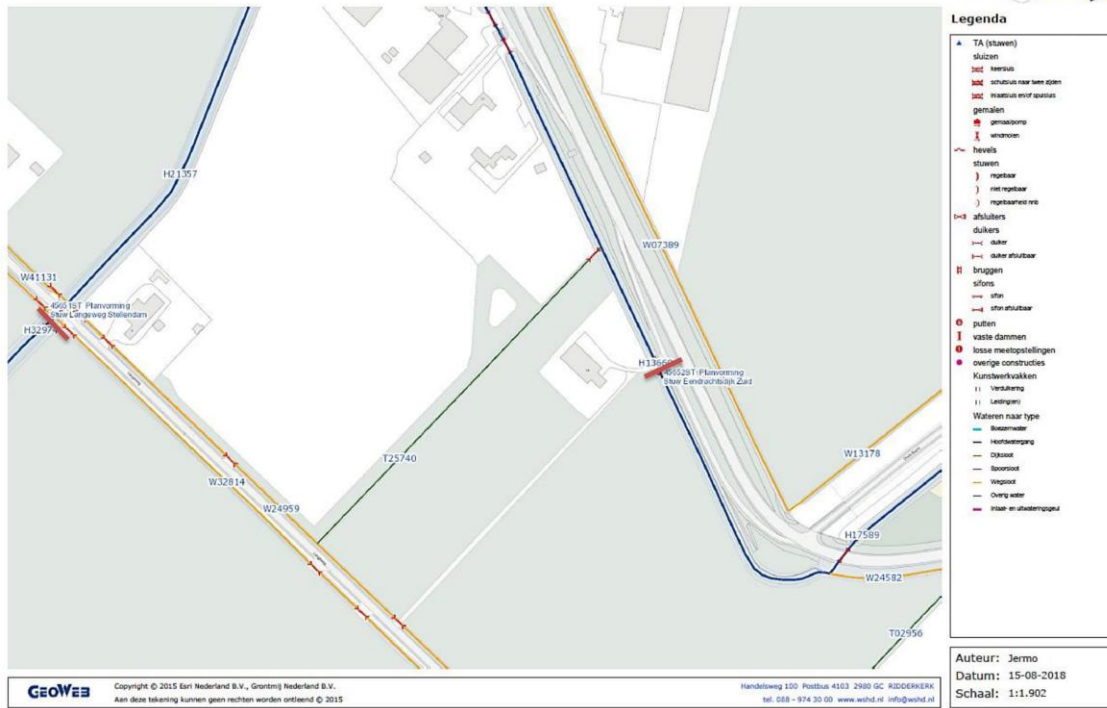 Legenda
TA (stuwen)
sluizen
keersluis
schutsluis naar twee zijden
inlaatsluis en/of spuisluis
gemalen
gemaal/pomp
windmolen
hevels
stuwen
regelbaar
niet regelbaar
regelbaarheid nnb
afsluiters
duikers
duiker
duiker afsluitbaar
bruggen
sifons
sifon
sifon afsluitbaar
putten
vaste dammen
losse meetopstellingen
overige constructies
Kunstwerkvakken
Verduikering
Leiding(en)
Wateren naar type
Boezemwater
Hoofdwatergang
Dijksloot
Spoorsloot
Wegsloot
Overig water
Inlaat- en uitwateringsgeul
H21357
W07389
W41131
45651ST Planvorming
Stuw Langeweg Stellendam
H32974
H13660
45652ST Planvorming
Stuw Eendrachtsdijk Zuid
T25740
W13178
W32814
W24959
H17589
W24582
T02956
Auteur: Jermo
Datum: 15-08-2018
Schaal: 1:1.902
GEOWEB
Copyright © 2015 Esri Nederland B.V., Grontmij Nederland B.V.
Aan deze tekening kunnen geen rechten worden ontleend © 2015
Handelsweg 100 Postbus 4103 2980 GC RIDDERKERK
tel. 088 - 974 30 00 www.wshd.nl info@wshd.nl